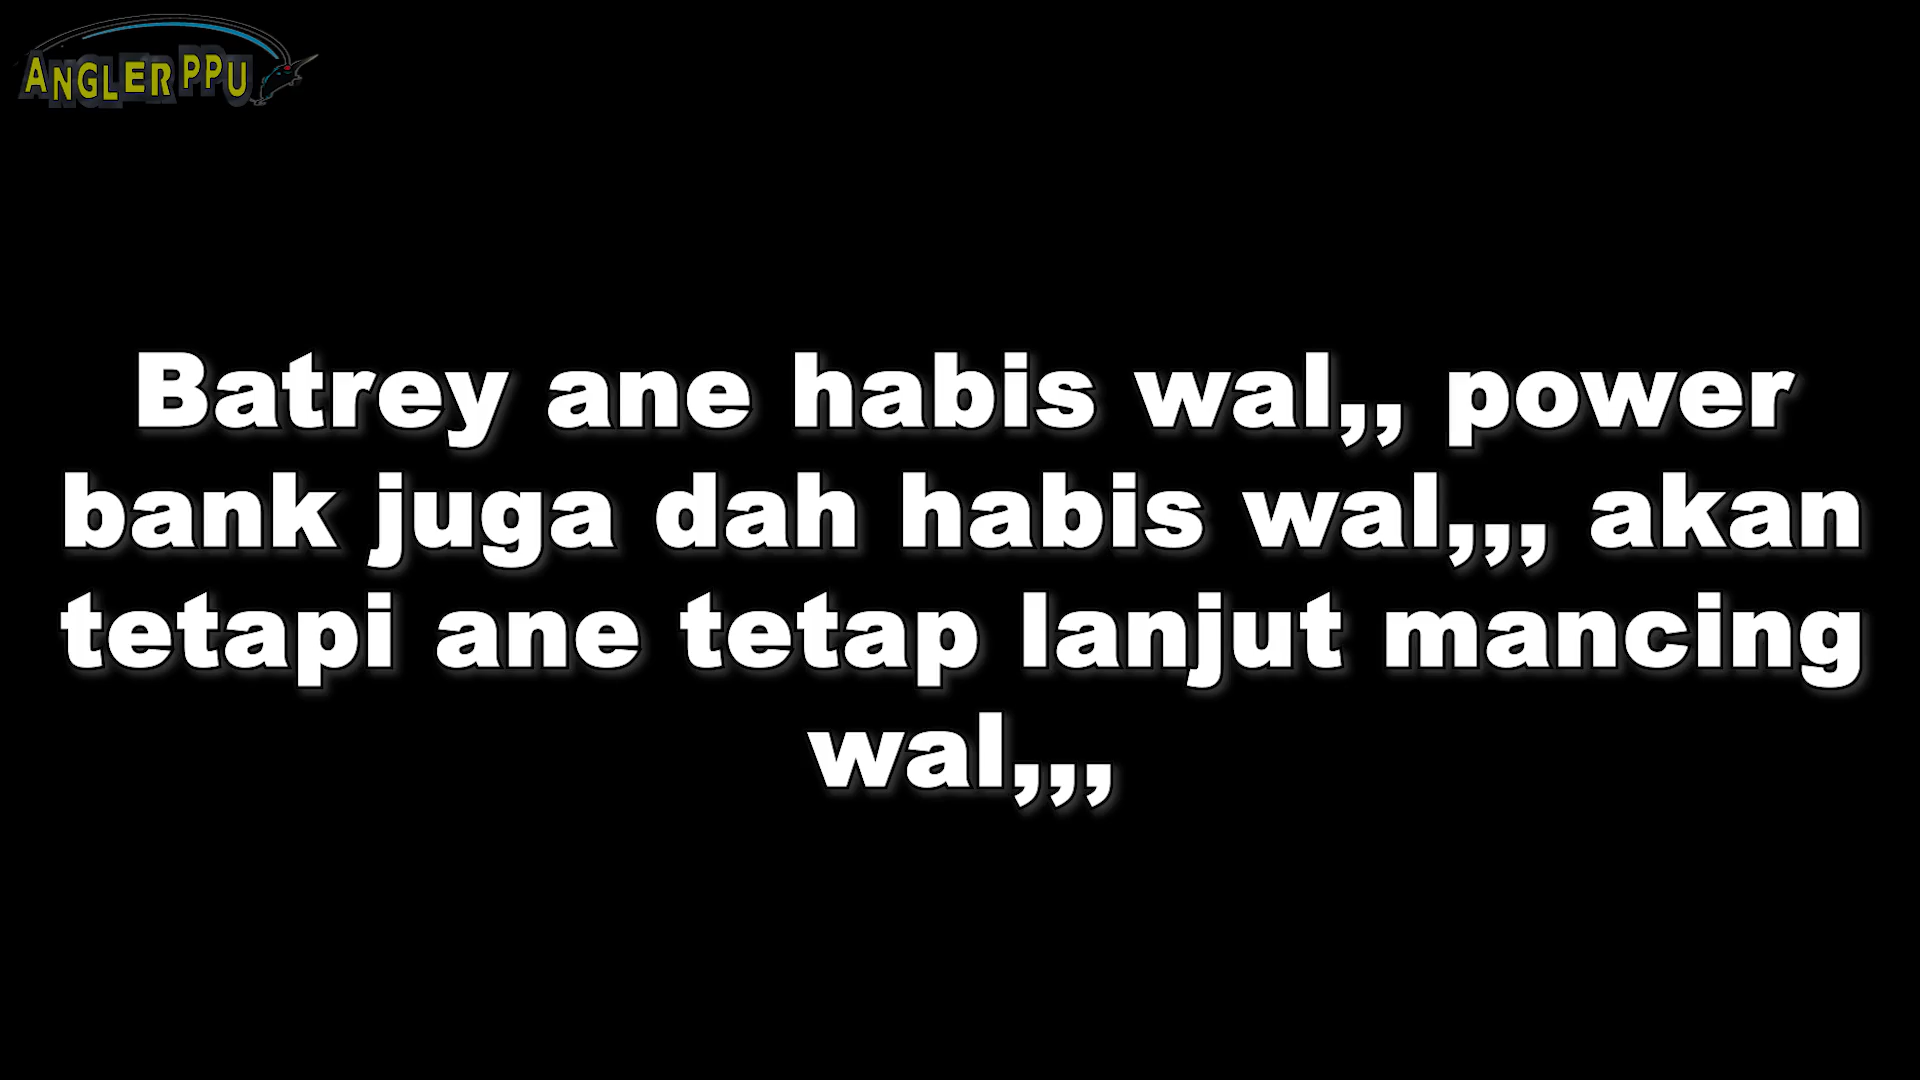 ANGLER PPU
Batrey ane habis wal,, power
bank juga dah habis wal,,, akan
tetapi ane tetap lanjut mancing
wal,,,